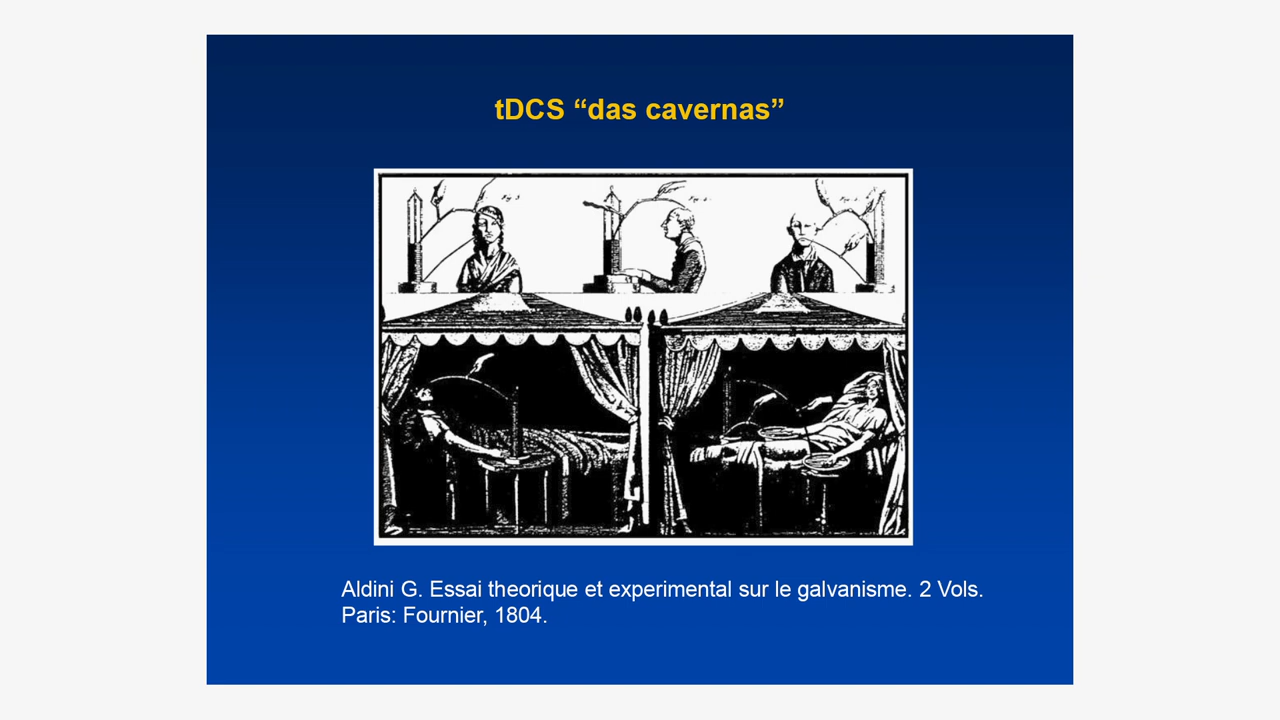 tDCS “das cavernas”
Aldini G. Essai theorique et experimental sur le galvanisme. 2 Vols.
Paris: Fournier, 1804.